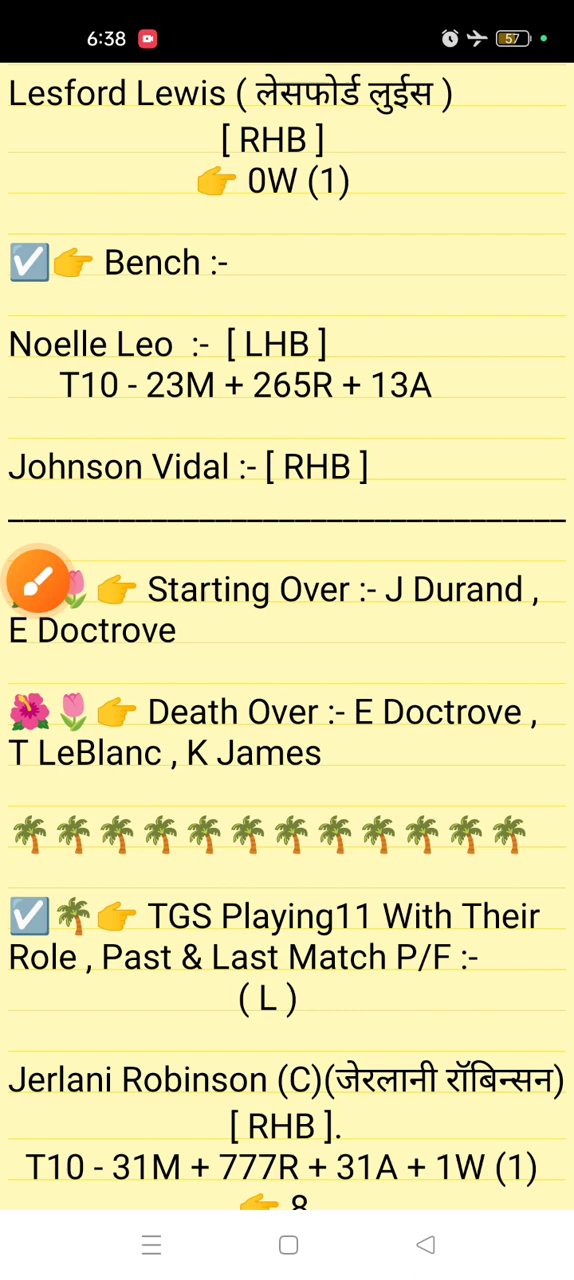 6:38
57
Lesford Lewis ( लेसफोर्ड लुईस )
[ RHB ]
👉 0W (1)
☑️👉 Bench :-
Noelle Leo :- [ LHB ]
T10 - 23M + 265R + 13A
Johnson Vidal :- [ RHB ]
🌷👉 Starting Over :- J Durand ,
E Doctrove
🌺🌷👉 Death Over :- E Doctrove ,
T LeBlanc , K James
🌴🌴🌴🌴🌴🌴🌴🌴🌴🌴🌴🌴
☑️🌴👉 TGS Playing11 With Their
Role , Past & Last Match P/F :-
( L )
Jerlani Robinson (C)(जेरलानी रॉबिन्सन)
[ RHB ].
T10 - 31M + 777R + 31A + 1W (1)